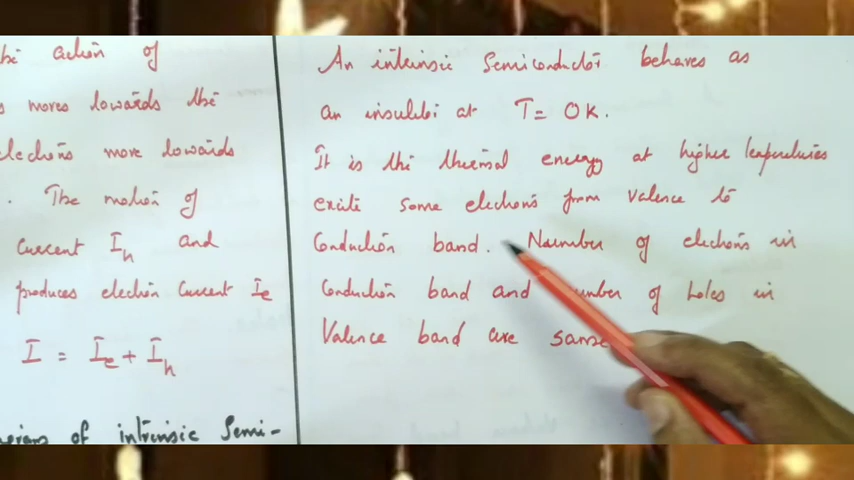 the action of
s moves towards the
electrons move towards
. The motion of
current I_h and
produces electron current I_e
I = I_e + I_h
of intrinsic Semi-
An intrinsic Semiconductor behaves as
an insulator at T = 0K.
It is the thermal energy at higher temperatures
excite some electrons from Valence to
Conduction band. Number of electrons in
Conduction band and number of holes in
Valence band are same